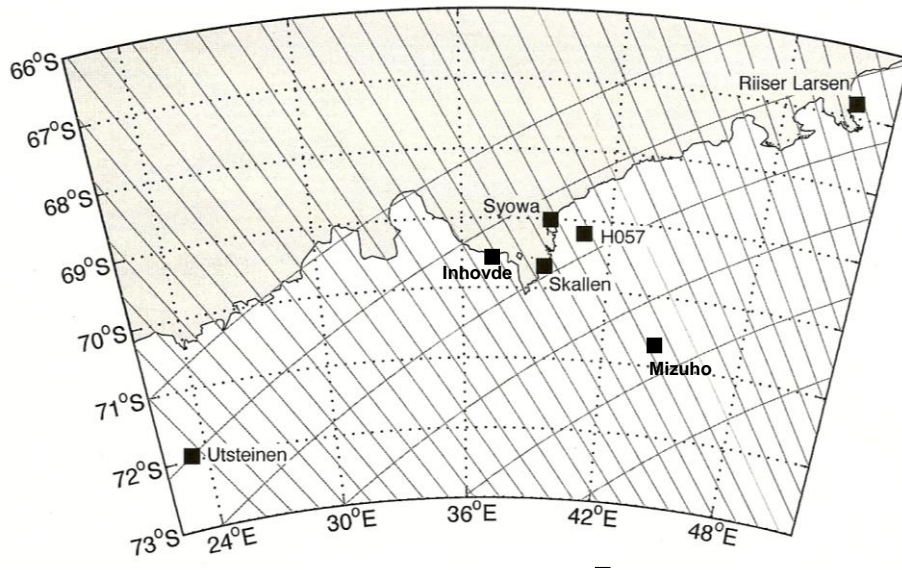 66°S
67°S
68°S
69°S
70°S
71°S
72°S
73°S
Riiser Larsen
Syowa
H057
Inhovde
Skallen
Mizuho
Utsteinen
24°E
30°E
36°E
42°E
48°E